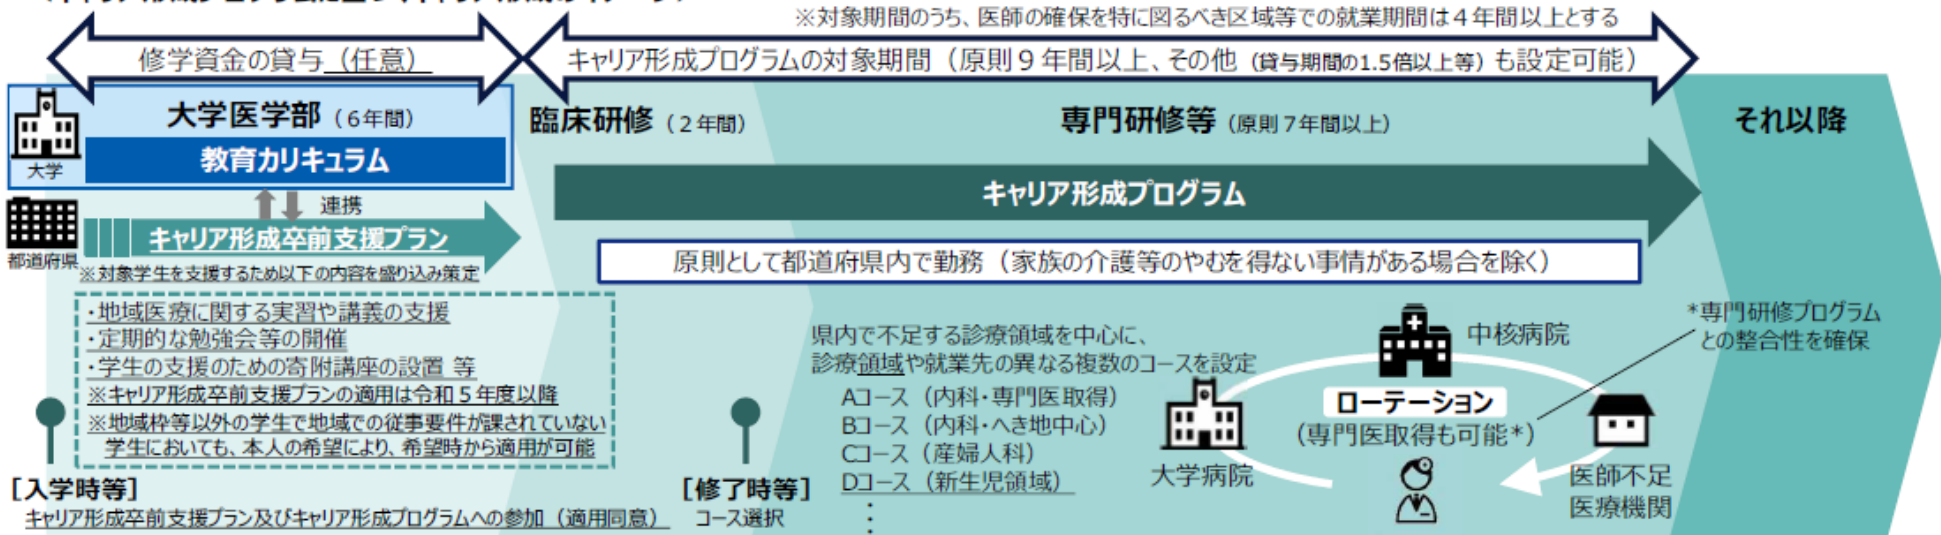 ※対象期間のうち、医師の確保を特に図るべき区域等での就業期間は４年間以上とする
修学資金の貸与（任意）
キャリア形成プログラムの対象期間（原則９年間以上、その他（貸与期間の1.5倍以上等）も設定可能）
大学医学部（６年間）
臨床研修（２年間）
専門研修等（原則７年間以上）
それ以降
教育カリキュラム
大学
キャリア形成プログラム
連携
キャリア形成卒前支援プラン
都道府県
※対象学生を支援するため以下の内容を盛り込み策定
原則として都道府県内で勤務（家族の介護等のやむを得ない事情がある場合を除く）
・地域医療に関する実習や講義の支援
・定期的な勉強会等の開催
・学生の支援のための寄附講座の設置 等
※キャリア形成卒前支援プランの適用は令和５年度以降
※地域枠等以外の学生で地域での従事要件が課されていない
学生においても、本人の希望により、希望時から適用が可能
[入学時等]
キャリア形成卒前支援プラン及びキャリア形成プログラムへの参加（適用同意）
[修了時等]
コース選択
県内で不足する診療領域を中心に、
診療領域や就業先の異なる複数のコースを設定
Aコース（内科・専門医取得）
Bコース（内科・へき地中心）
Cコース（産婦人科）
Dコース（新生児領域）
：
中核病院
*専門研修プログラム
との整合性を確保
ローテーション
（専門医取得も可能*）
大学病院
医師不足
医療機関